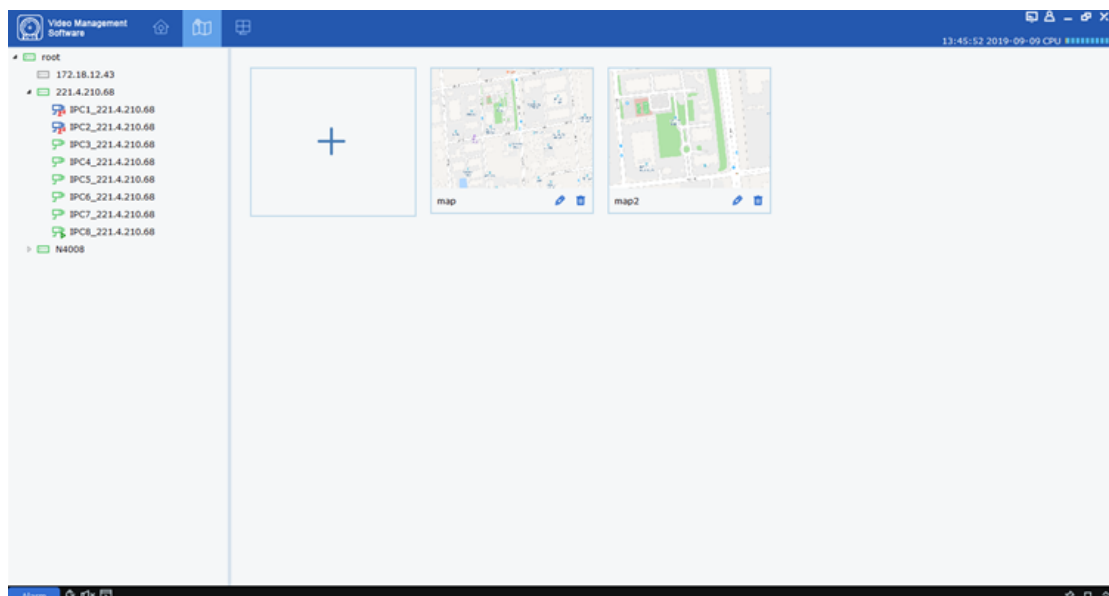 Video Management
Software
13:45:52 2019-09-09 CPU
root
172.18.12.43
221.4.210.68
IPC1_221.4.210.68
IPC2_221.4.210.68
IPC3_221.4.210.68
IPC4_221.4.210.68
IPC5_221.4.210.68
IPC6_221.4.210.68
IPC7_221.4.210.68
IPC8_221.4.210.68
N4008
map
map2
Alarm